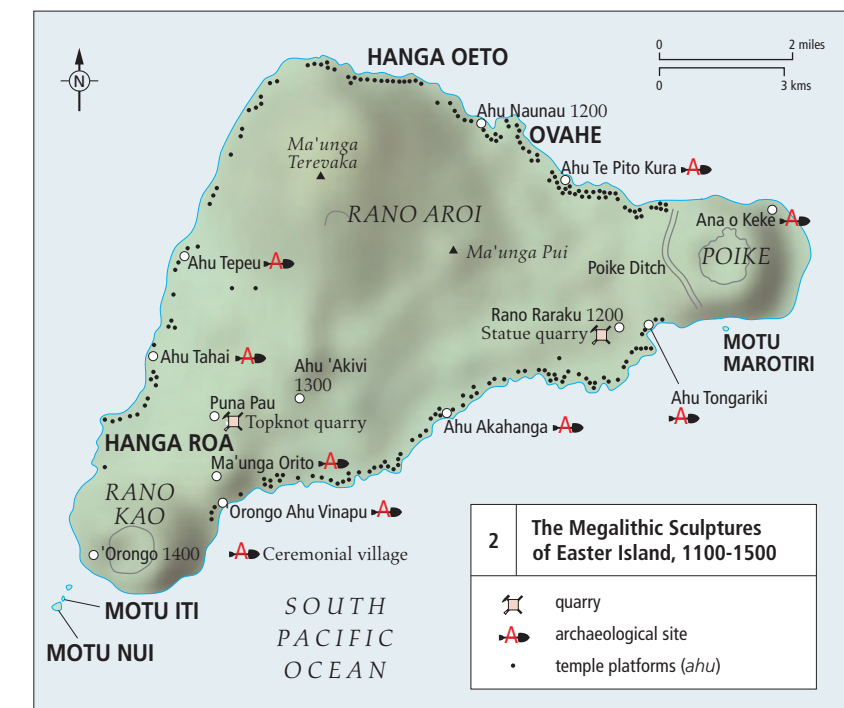 HANGA OETO
0 2 miles
0 3 kms
N
Ahu Naunau 1200
OVAHE
Ma'unga
Terevaka
Ahu Te Pito Kura A
RANO AROI
Ana o Keke A
POIKE
Ma'unga Pui
Ahu Tepeu A
Poike Ditch
Rano Raraku 1200
Statue quarry
MOTU
MAROTIRI
Ahu Tahai A
Ahu 'Akivi
1300
Ahu Tongariki
A
Puna Pau
Topknot quarry
Ahu Akahanga A
HANGA ROA
Ma'unga Orito A
RANO
KAO
'Orongo Ahu Vinapu A
'Orongo 1400
A Ceremonial village
MOTU ITI
MOTU NUI
SOUTH
PACIFIC
OCEAN
2 The Megalithic Sculptures
of Easter Island, 1100-1500
quarry
A archaeological site
temple platforms (ahu)